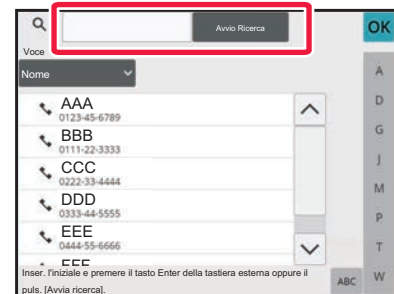 Avvio Ricerca
OK
Voce
Nome
A
AAA
0123-45-6789
D
BBB
0111-22-3333
G
CCC
0222-33-4444
J
M
DDD
0333-44-5555
P
EEE
0444-55-6666
T
FFF
Inser. l'iniziale e premere il tasto Enter della tastiera esterna oppure il
puls. [Avvia ricerca].
ABC
W